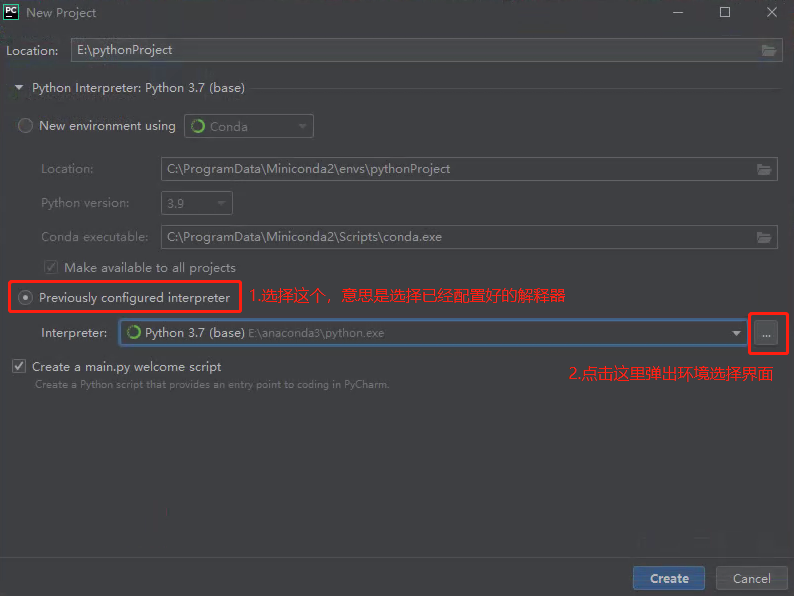 PC New Project
Location: E:\pythonProject
Python Interpreter: Python 3.7 (base)
New environment using Conda
Location: C:\ProgramData\Miniconda2\envs\pythonProject
Python version: 3.9
Conda executable: C:\ProgramData\Miniconda2\Scripts\conda.exe
Make available to all projects
Previously configured interpreter 1.选择这个，意思是选择已经配置好的解释器
Interpreter: Python 3.7 (base) E:\anaconda3\python.exe ...
Create a main.py welcome script 2.点击这里弹出环境选择界面
Create a Python script that provides an entry point to coding in PyCharm.
Create Cancel